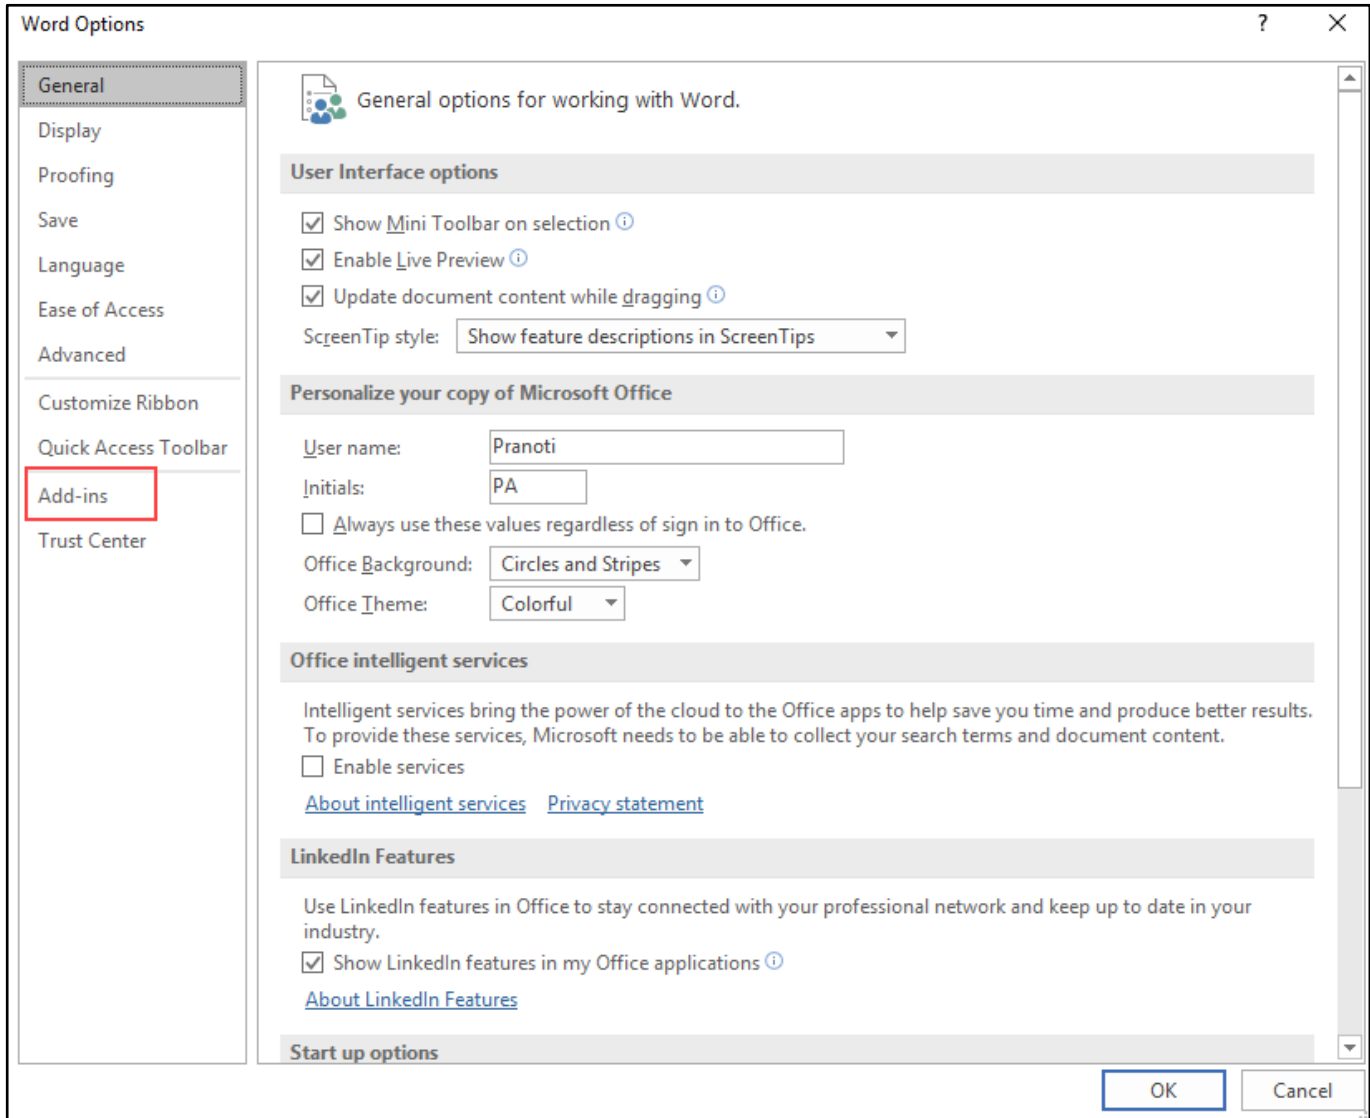 Word Options
?
General
Display
Proofing
Save
Language
Ease of Access
Advanced
Customize Ribbon
Quick Access Toolbar
Add-ins
Trust Center
General options for working with Word.
User Interface options
Show Mini Toolbar on selection
Enable Live Preview
Update document content while dragging
ScreenTip style: Show feature descriptions in ScreenTips
Personalize your copy of Microsoft Office
User name: Pranoti
Initials: PA
Always use these values regardless of sign in to Office.
Office Background: Circles and Stripes
Office Theme: Colorful
Office intelligent services
Intelligent services bring the power of the cloud to the Office apps to help save you time and produce better results.
To provide these services, Microsoft needs to be able to collect your search terms and document content.
Enable services
About intelligent services Privacy statement
LinkedIn Features
Use LinkedIn features in Office to stay connected with your professional network and keep up to date in your
industry.
Show LinkedIn features in my Office applications
About LinkedIn Features
Start up options
OK Cancel